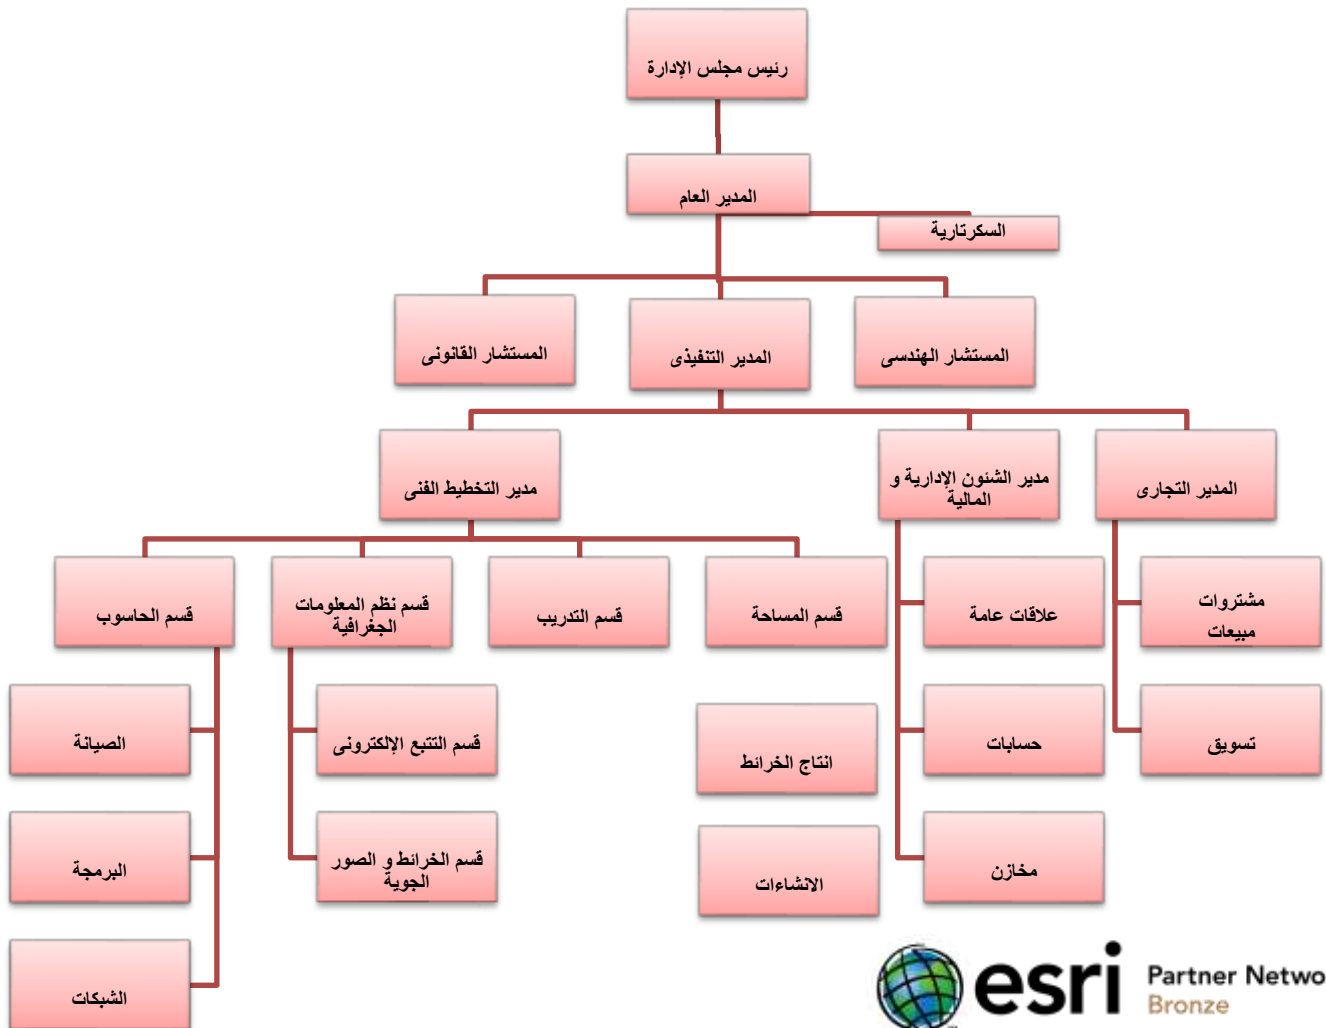 رئيس مجلس الإدارة
المدير العام
السكرتارية
المستشار الهندسى
المدير التنفيذى
المستشار القانونى
المدير التجارى
مدير الشئون الإدارية و
المالية
مدير التخطيط الفنى
مشتروات
مبيعات
علاقات عامة
قسم المساحة
قسم التدريب
قسم نظم المعلومات
الجغرافية
قسم الحاسوب
تسويق
حسابات
انتاج الخرائط
قسم التتبع الإلكترونى
الصيانة
مخازن
الانشاءات
قسم الخرائط و الصور
الجوية
البرمجة
الشبكات
esri Partner Netwo
Bronze